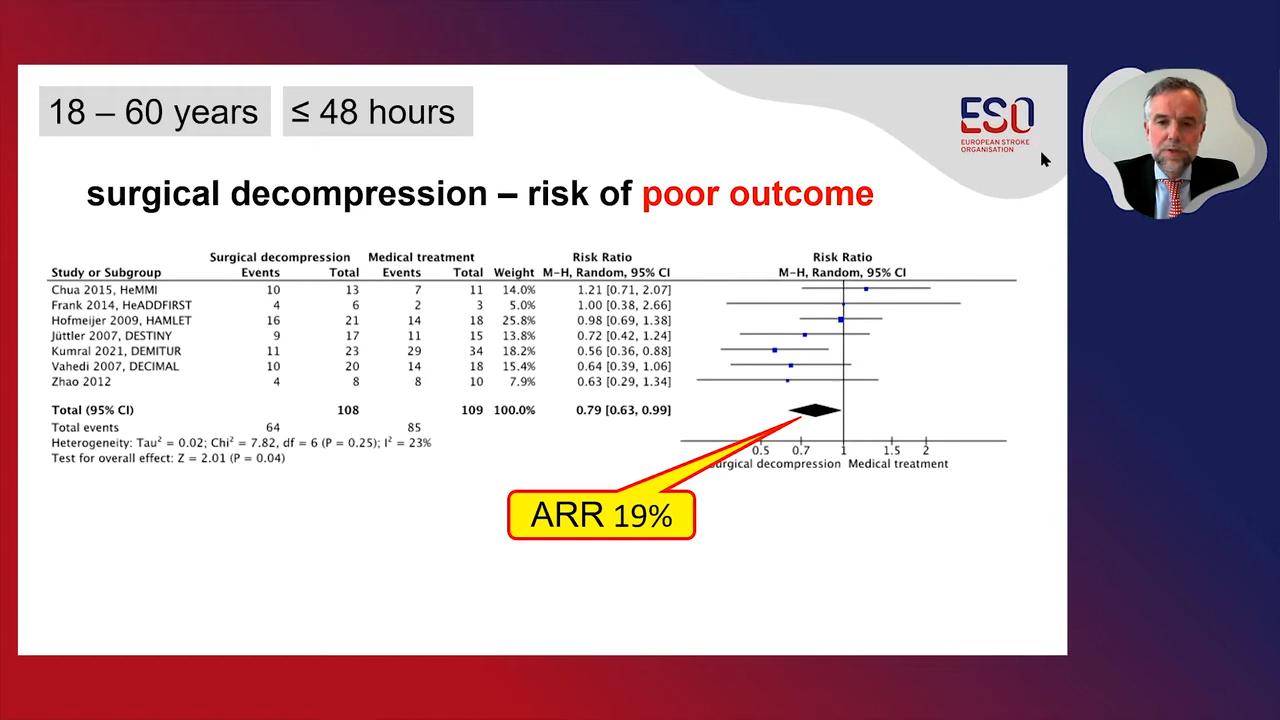 18 – 60 years
≤ 48 hours
ESO
EUROPEAN STROKE
ORGANISATION
surgical decompression – risk of poor outcome
Surgical decompression Medical treatment Risk Ratio Risk Ratio
Study or Subgroup Events Total Events Total Weight M-H, Random, 95% CI M-H, Random, 95% CI
Chua 2015, HeMMI 10 13 7 11 14.0% 1.21 [0.71, 2.07]
Frank 2014, HeADDFIRST 4 6 2 3 5.0% 1.00 [0.38, 2.66]
Hofmeijer 2009, HAMLET 16 21 14 18 25.8% 0.98 [0.69, 1.38]
Jüttler 2007, DESTINY 9 17 11 15 13.8% 0.72 [0.42, 1.24]
Kumral 2021, DEMITUR 11 23 29 34 18.2% 0.56 [0.36, 0.88]
Vahedi 2007, DECIMAL 10 20 14 18 15.4% 0.64 [0.39, 1.06]
Zhao 2012 4 8 8 10 7.9% 0.63 [0.29, 1.34]
Total (95% CI) 108 109 100.0% 0.79 [0.63, 0.99]
Total events 64 85
Heterogeneity: Tau² = 0.02; Chi² = 7.82, df = 6 (P = 0.25); I² = 23%
Test for overall effect: Z = 2.01 (P = 0.04)
0.5 0.7 1 1.5 2
urgical decompression Medical treatment
ARR 19%